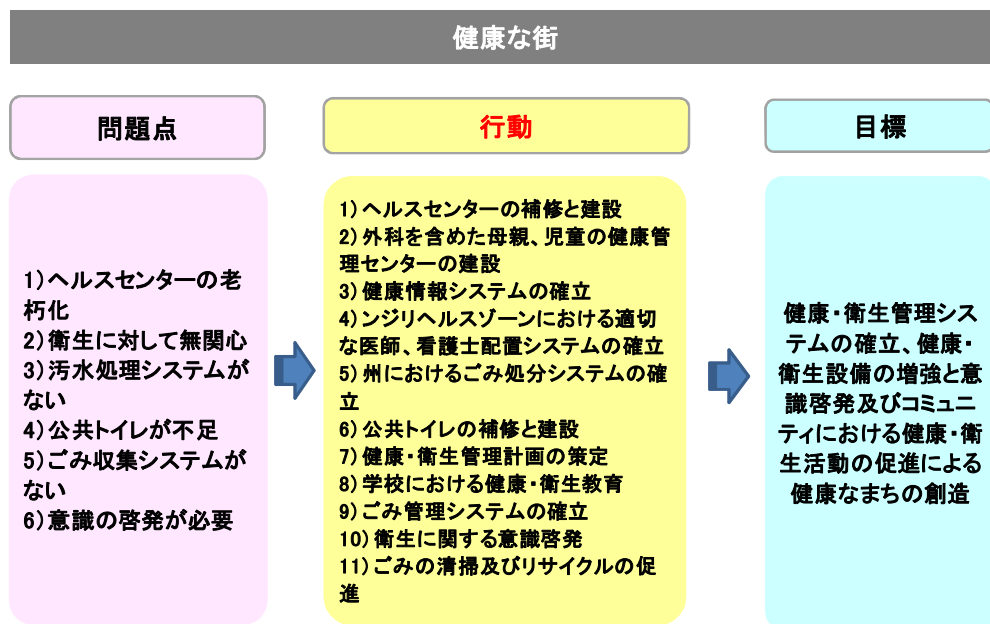 健康な街
問題点
1)ヘルスセンターの老
朽化
2)衛生に対して無関心
3)汚水処理システムが
ない
4)公共トイレが不足
5)ごみ収集システムが
ない
6)意識の啓発が必要
行動
1)ヘルスセンターの補修と建設
2)外科を含めた母親、児童の健康管
理センターの建設
3)健康情報システムの確立
4)ンジリヘルスゾーンにおける適切
な医師、看護士配置システムの確立
5)州におけるごみ処分システムの確
立
6)公共トイレの補修と建設
7)健康・衛生管理計画の策定
8)学校における健康・衛生教育
9)ごみ管理システムの確立
10)衛生に関する意識啓発
11)ごみの清掃及びリサイクルの促
進
目標
健康・衛生管理シス
テムの確立、健康・
衛生設備の増強と意
識啓発及びコミュニ
ティにおける健康・衛
生活動の促進による
健康なまちの創造